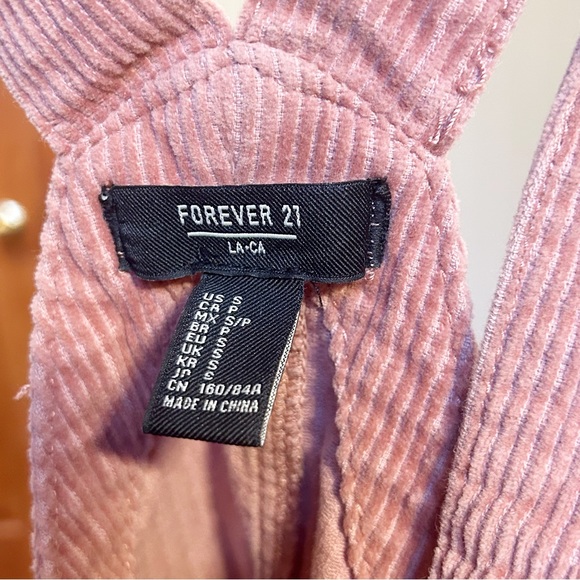 FOREVER 21
LA•CA
US S
CA P
MX S/P
BR P
EU S
UK S
KR S
JP S
CN 160/84A
MADE IN CHINA